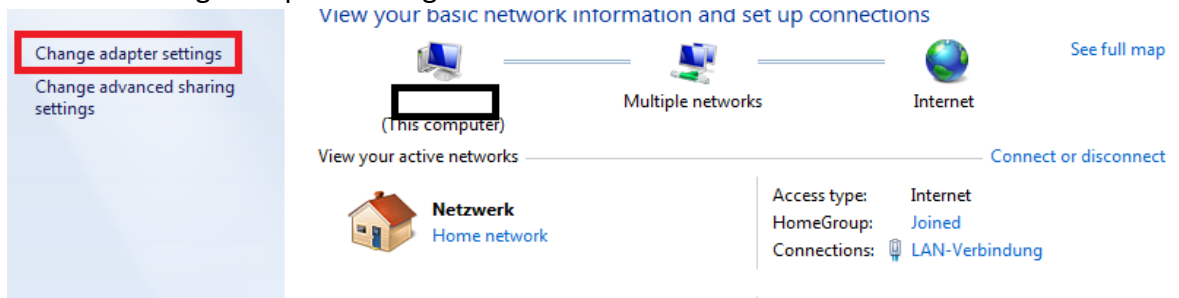 View your basic network information and set up connections
Change adapter settings
See full map
Change advanced sharing
settings
Multiple networks
Internet
(This computer)
View your active networks
Connect or disconnect
Netzwerk
Home network
Access type: Internet
HomeGroup: Joined
Connections: LAN-Verbindung